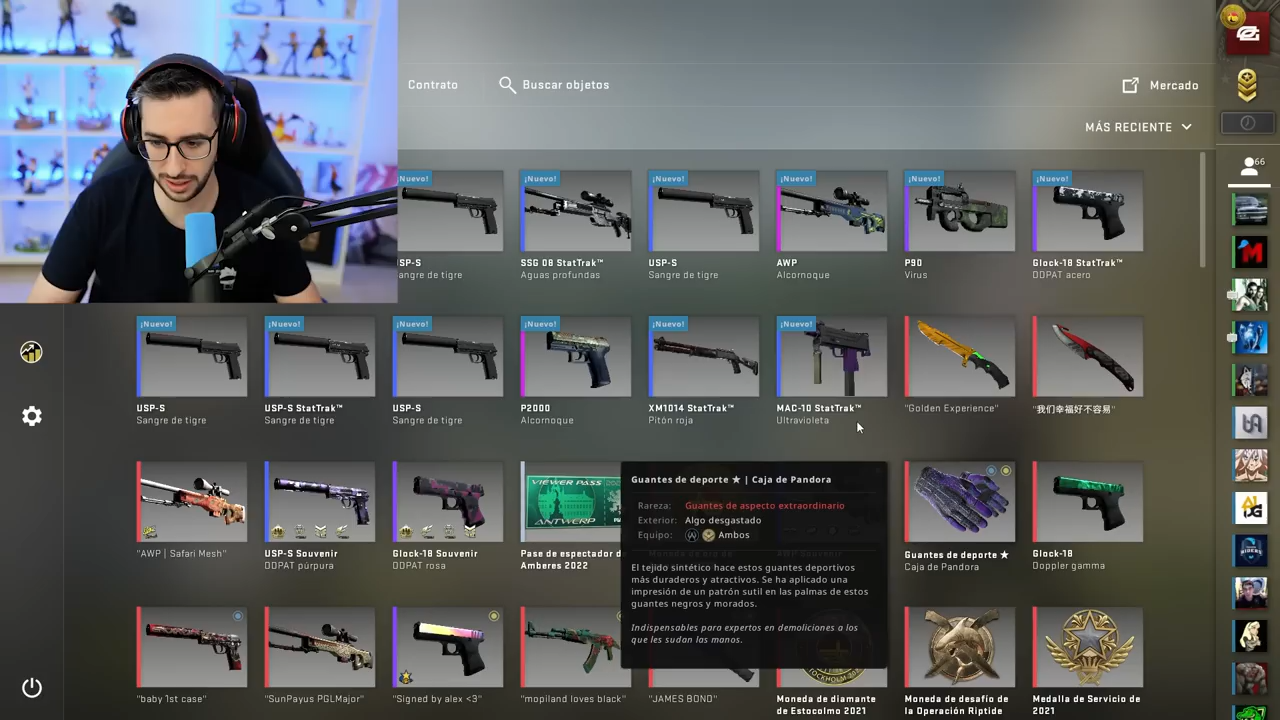 Contrato
Buscar objetos
Mercado
MÁS RECIENTE
66
¡Nuevo!
¡Nuevo!
¡Nuevo!
¡Nuevo!
¡Nuevo!
¡Nuevo!
USP-S
Sangre de tigre
SSG 08 StatTrak™
Aguas profundas
USP-S
Sangre de tigre
AWP
Alcornoque
P90
Virus
Glock-18 StatTrak™
DDPAT acero
¡Nuevo!
¡Nuevo!
¡Nuevo!
¡Nuevo!
¡Nuevo!
¡Nuevo!
USP-S
Sangre de tigre
USP-S StatTrak™
Sangre de tigre
USP-S
Sangre de tigre
P2000
Alcornoque
XM1014 StatTrak™
Pitón roja
MAC-10 StatTrak™
Ultravioleta
"Golden Experience"
"我们幸福好不容易"
VIEWER PASS
ANTWERP
"AWP | Safari Mesh"
USP-S Souvenir
DDPAT púrpura
Glock-18 Souvenir
DDPAT rosa
Pase de espectador d
Amberes 2022
Guantes de deporte ★ | Caja de Pandora
Rareza: Guantes de aspecto extraordinario
Exterior: Algo desgastado
Equipo: Ambos
El tejido sintético hace estos guantes deportivos
más duraderos y atractivos. Se ha aplicado una
impresión de un patrón sutil en las palmas de estos
guantes negros y morados.
Indispensables para expertos en demoliciones a los
que les sudan las manos.
Guantes de deporte ★
Caja de Pandora
Glock-18
Doppler gamma
"baby 1st case"
"SunPayus PGLMajor"
"Signed by alex <3"
"mopiland loves black"
"JAMES BOND"
Moneda de diamante
de Estocolmo 2021
Moneda de desafío de
la Operación Riptide
Medalla de Servicio de
2021